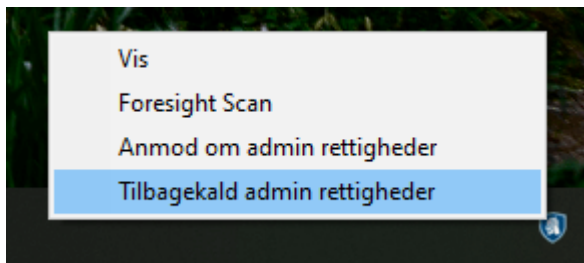 Vis
Foresight Scan
Anmod om admin rettigheder
Tilbagekald admin rettigheder